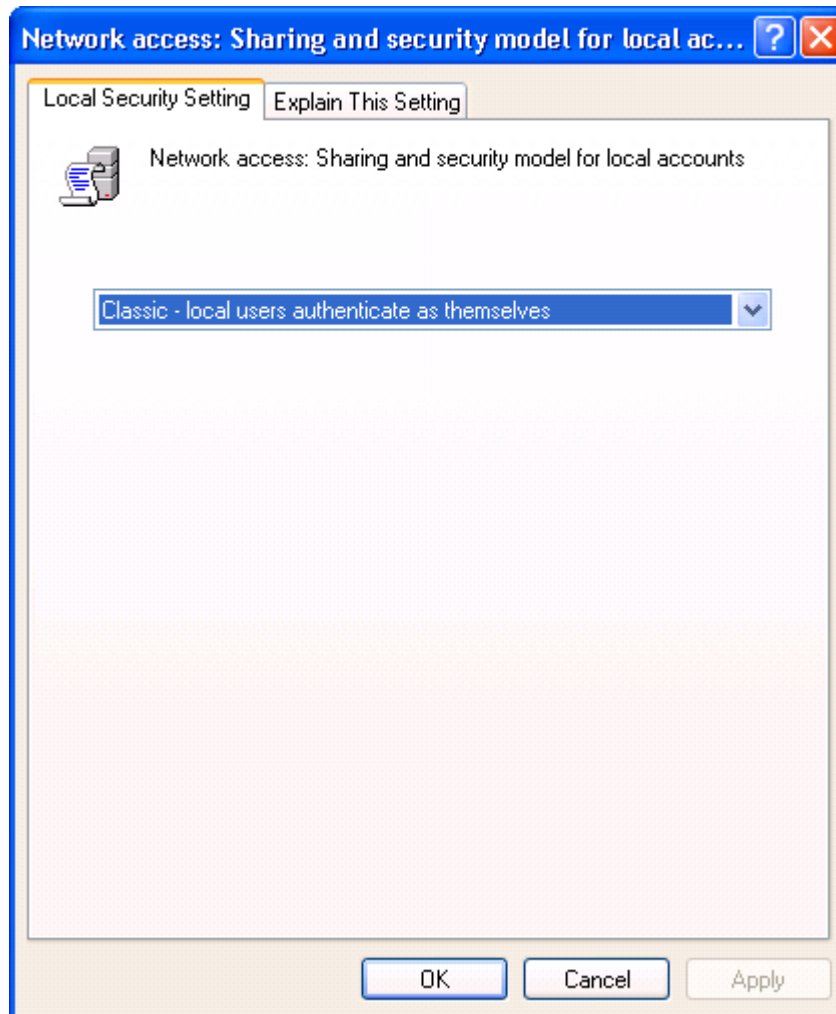 Network access: Sharing and security model for local ac...
Local Security Setting
Explain This Setting
Network access: Sharing and security model for local accounts
Classic - local users authenticate as themselves
OK
Cancel
Apply